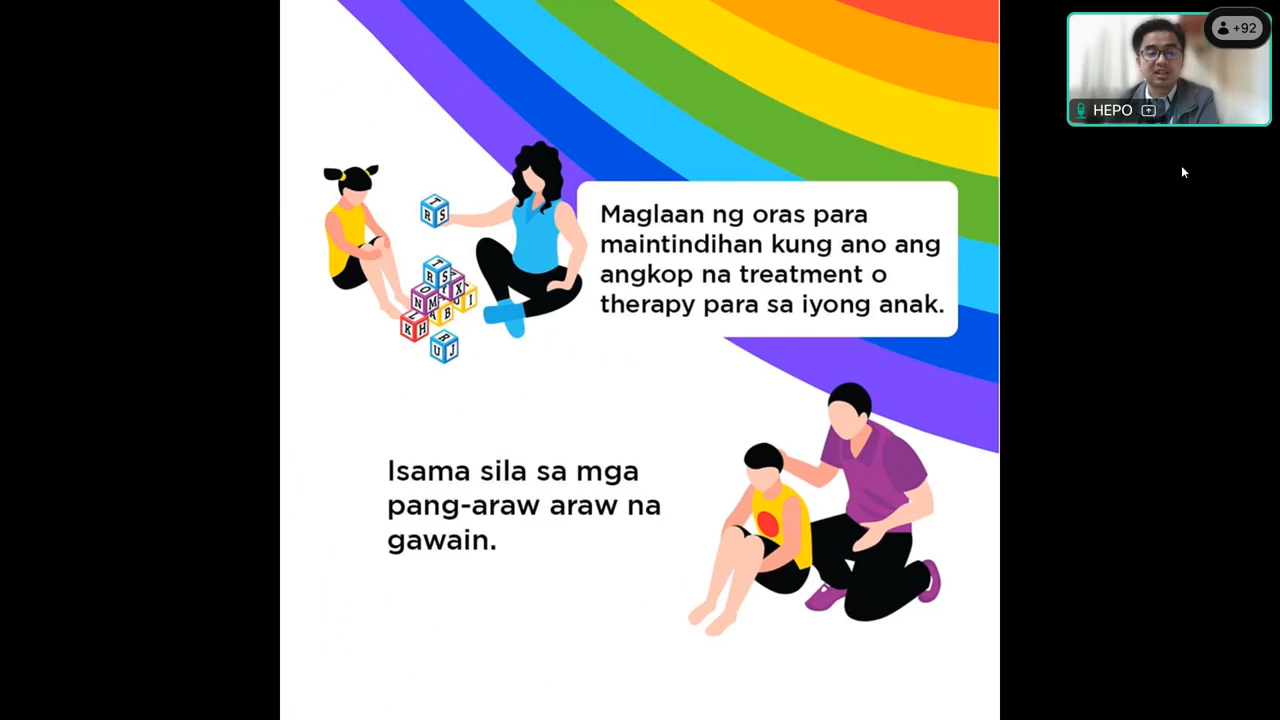 +92
HEPO
Maglaan ng oras para
maintindihan kung ano ang
angkop na treatment o
therapy para sa iyong anak.
Isama sila sa mga
pang-araw araw na
gawain.
T
R S
T
R S
X
O
N M
I
A B
L
K H
R
U J